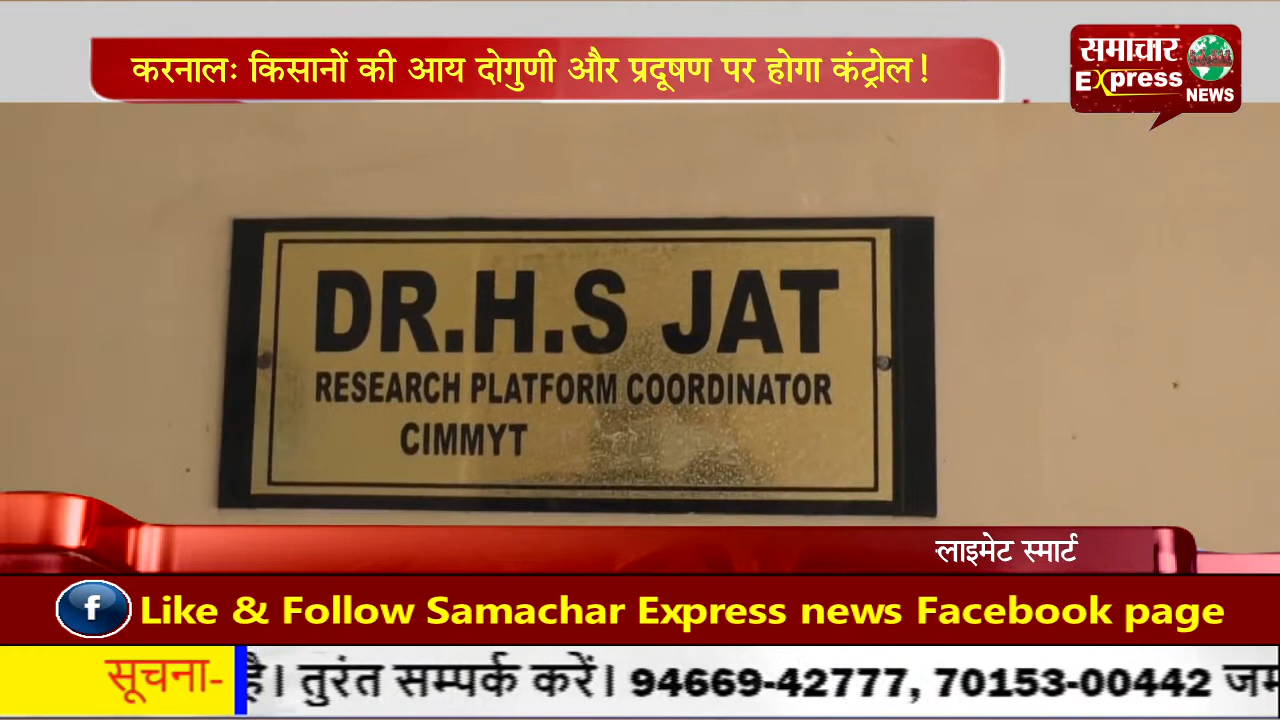 करनालः किसानों की आय दोगुणी और प्रदूषण पर होगा कंट्रोल!
समाचार
Express
NEWS
DR.H.S JAT
RESEARCH PLATFORM COORDINATOR
CIMMYT
लाइमेट स्मार्ट
f Like & Follow Samachar Express news Facebook page
सूचना- है। तुरंत सम्पर्क करें। 94669-42777, 70153-00442